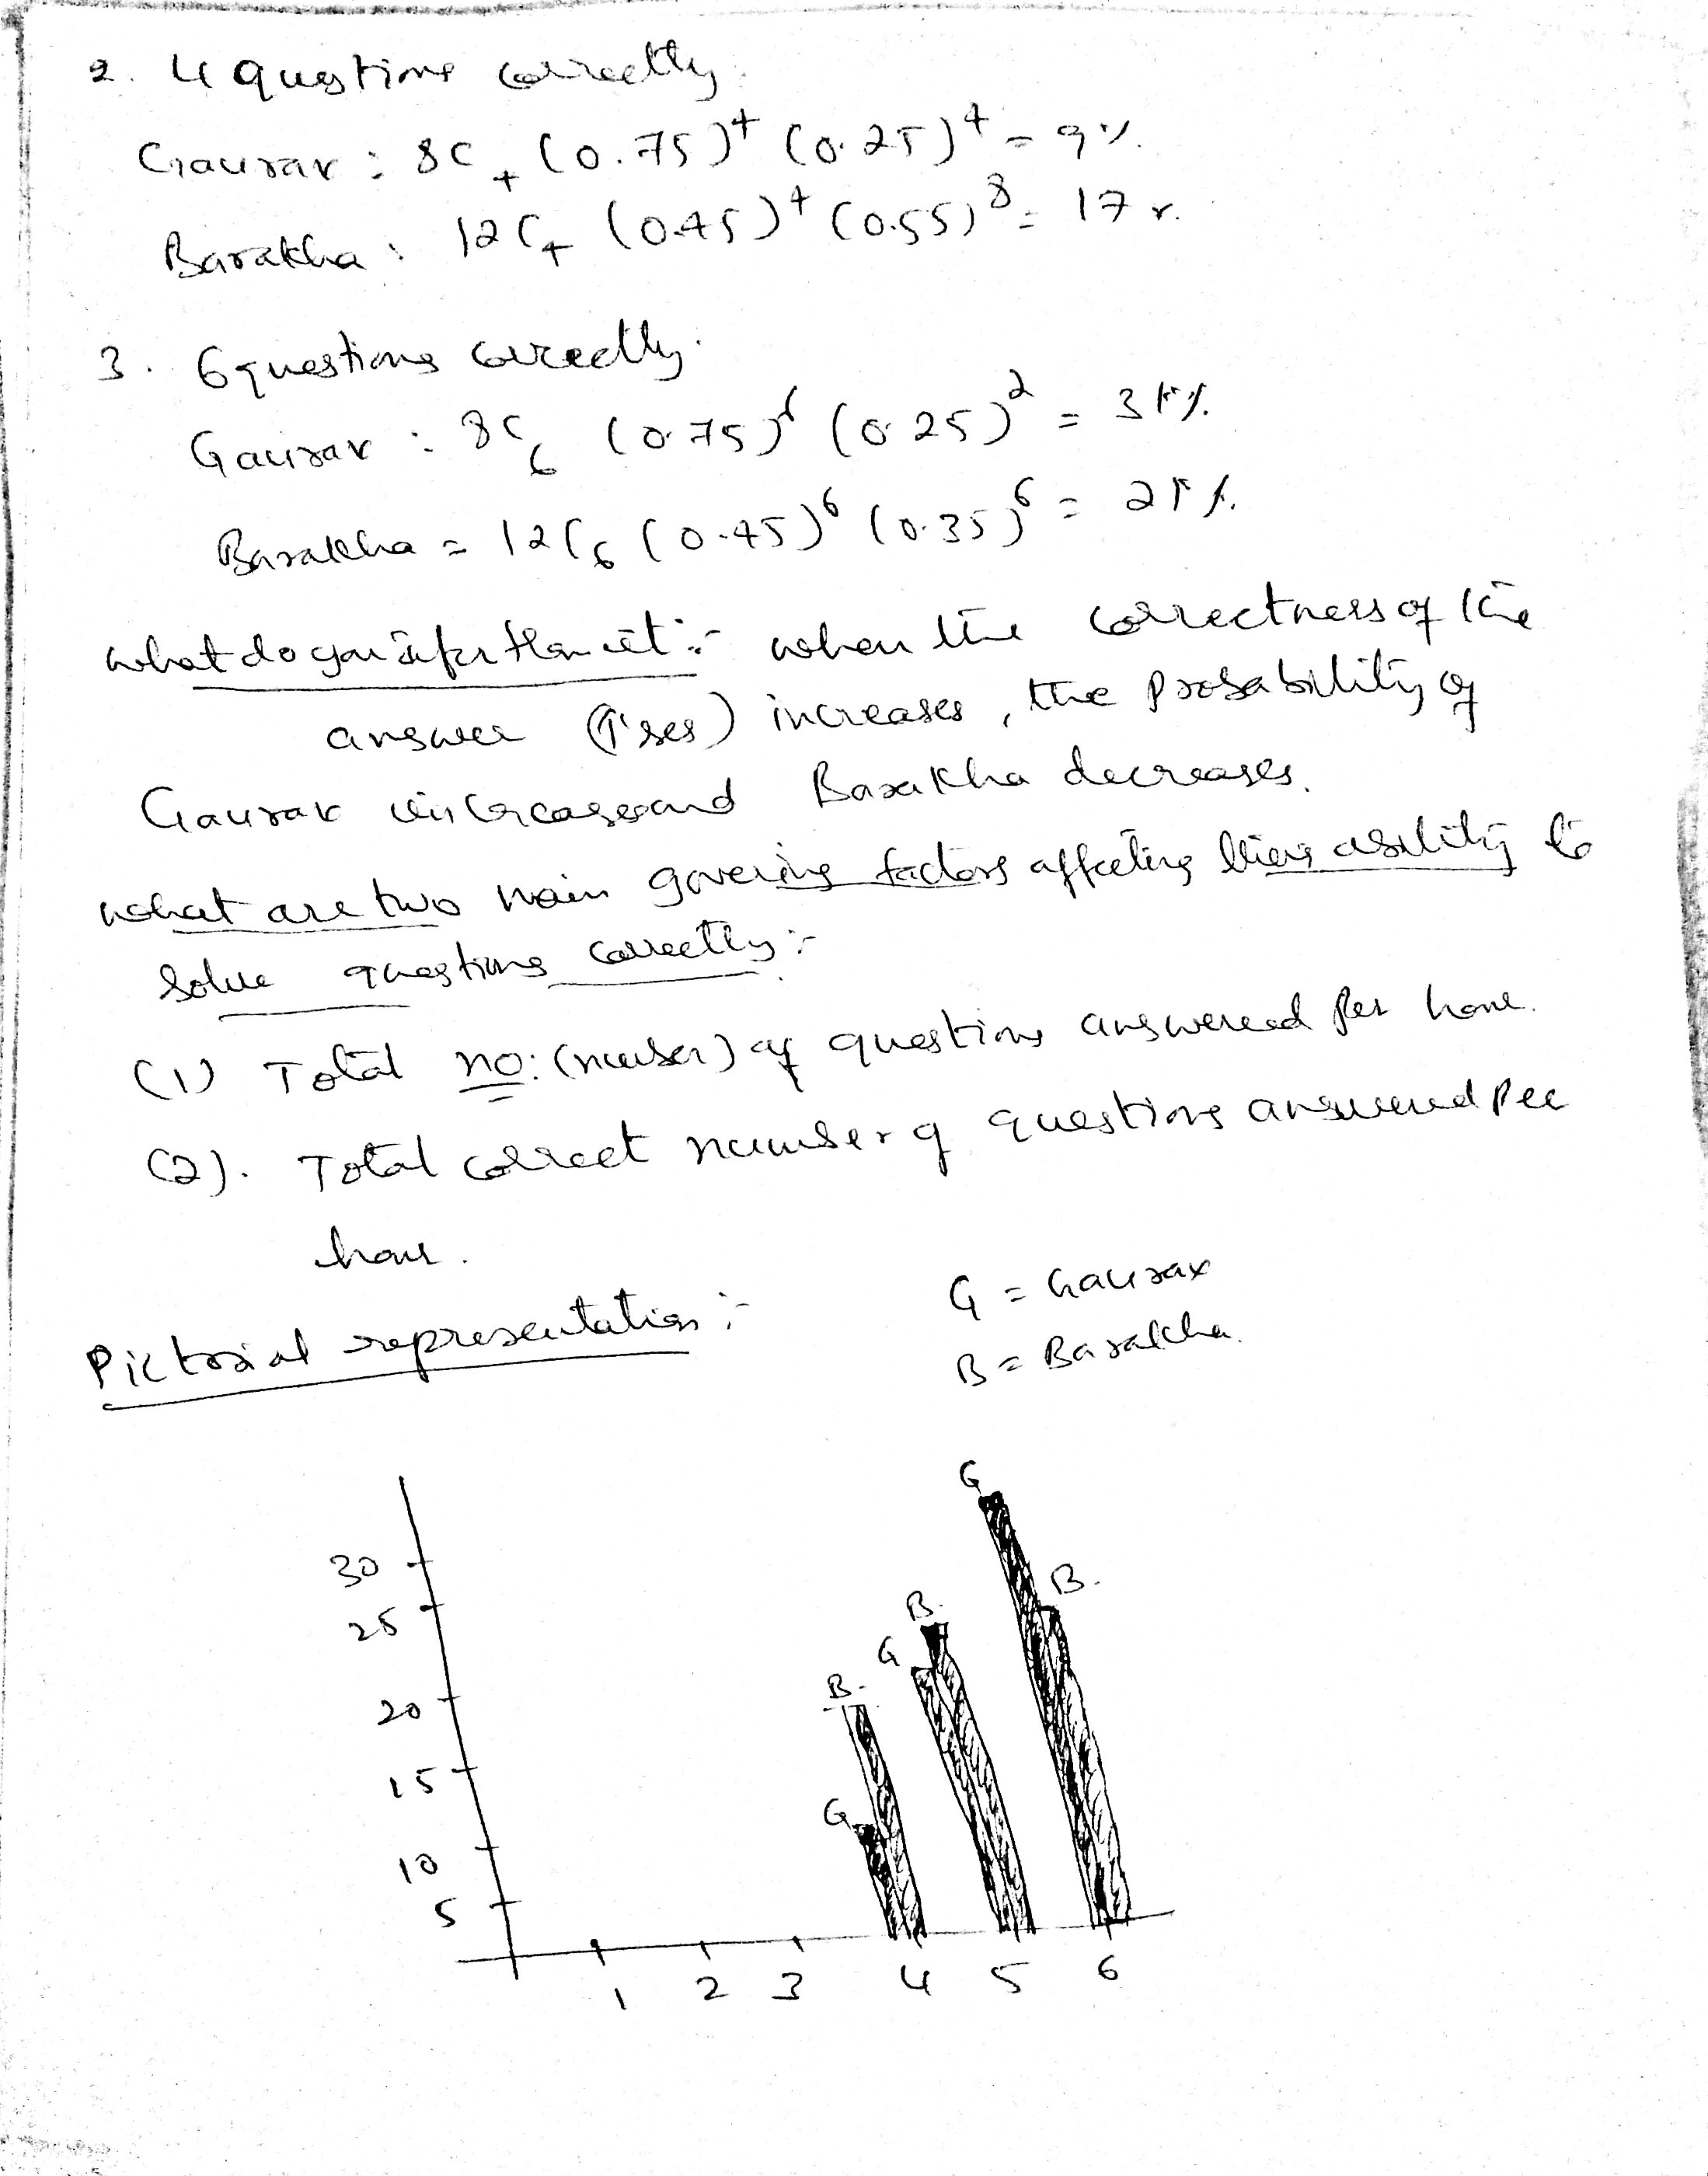 2. 4 questions correctly.
Gaurav : 8C4 (0.75)4 (0.25)4 = 9%.
Barakha : 12C4 (0.45)4 (0.55)8 = 17%.
3. 6 questions correctly.
Gaurav : 8C6 (0.75)6 (0.25)2 = 31%.
Barakha = 12C6 (0.45)6 (0.35)6 = 21%.
what do you infer from it :- when the correctness of the
answer increases, the probability of
Gaurav increases and Barakha decreases.
what are two main governing factors affecting their ability to
solve questions correctly :-
(1) Total no: (number) of questions answered per hour.
(2). Total correct number of questions answered per
hour.
Pictorial representation :-
G = Gaurav
B = Barakha.
30
25
20
15
10
5
B.
G
G
B.
G
B.
1 2 3 4 5 6